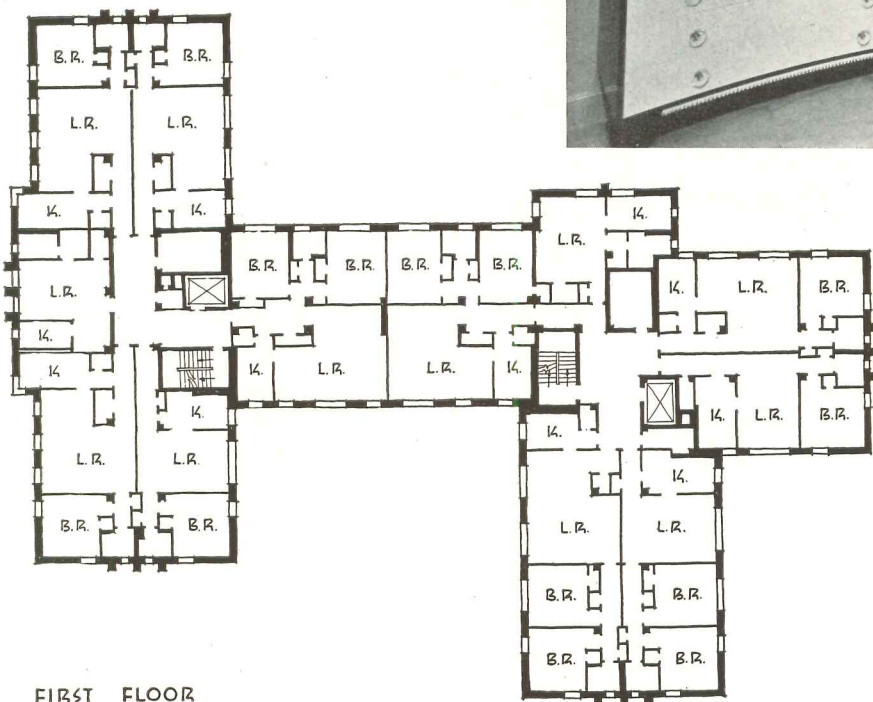 B.R. B.R.
L.R. L.R.
K. K.
L.R.
K.
K. K.
L.R. L.R.
B.R. B.R.
B.R. B.R. B.R. B.R.
K. L.R. L.R. K.
L.R. K.
K. L.R. B.R.
K. L.R. B.R.
K. K.
L.R. L.R.
B.R. B.R.
B.R. B.R.
FIRST FLOOR